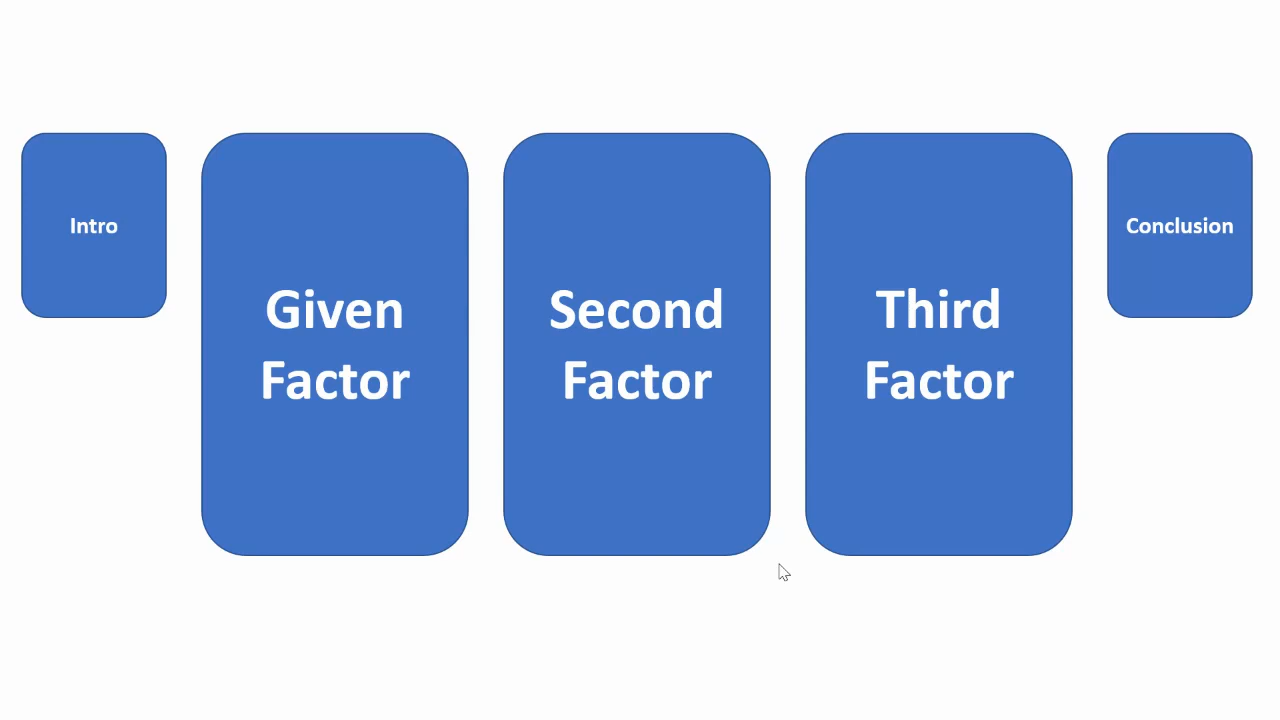 Intro
Given
Factor
Second
Factor
Third
Factor
Conclusion